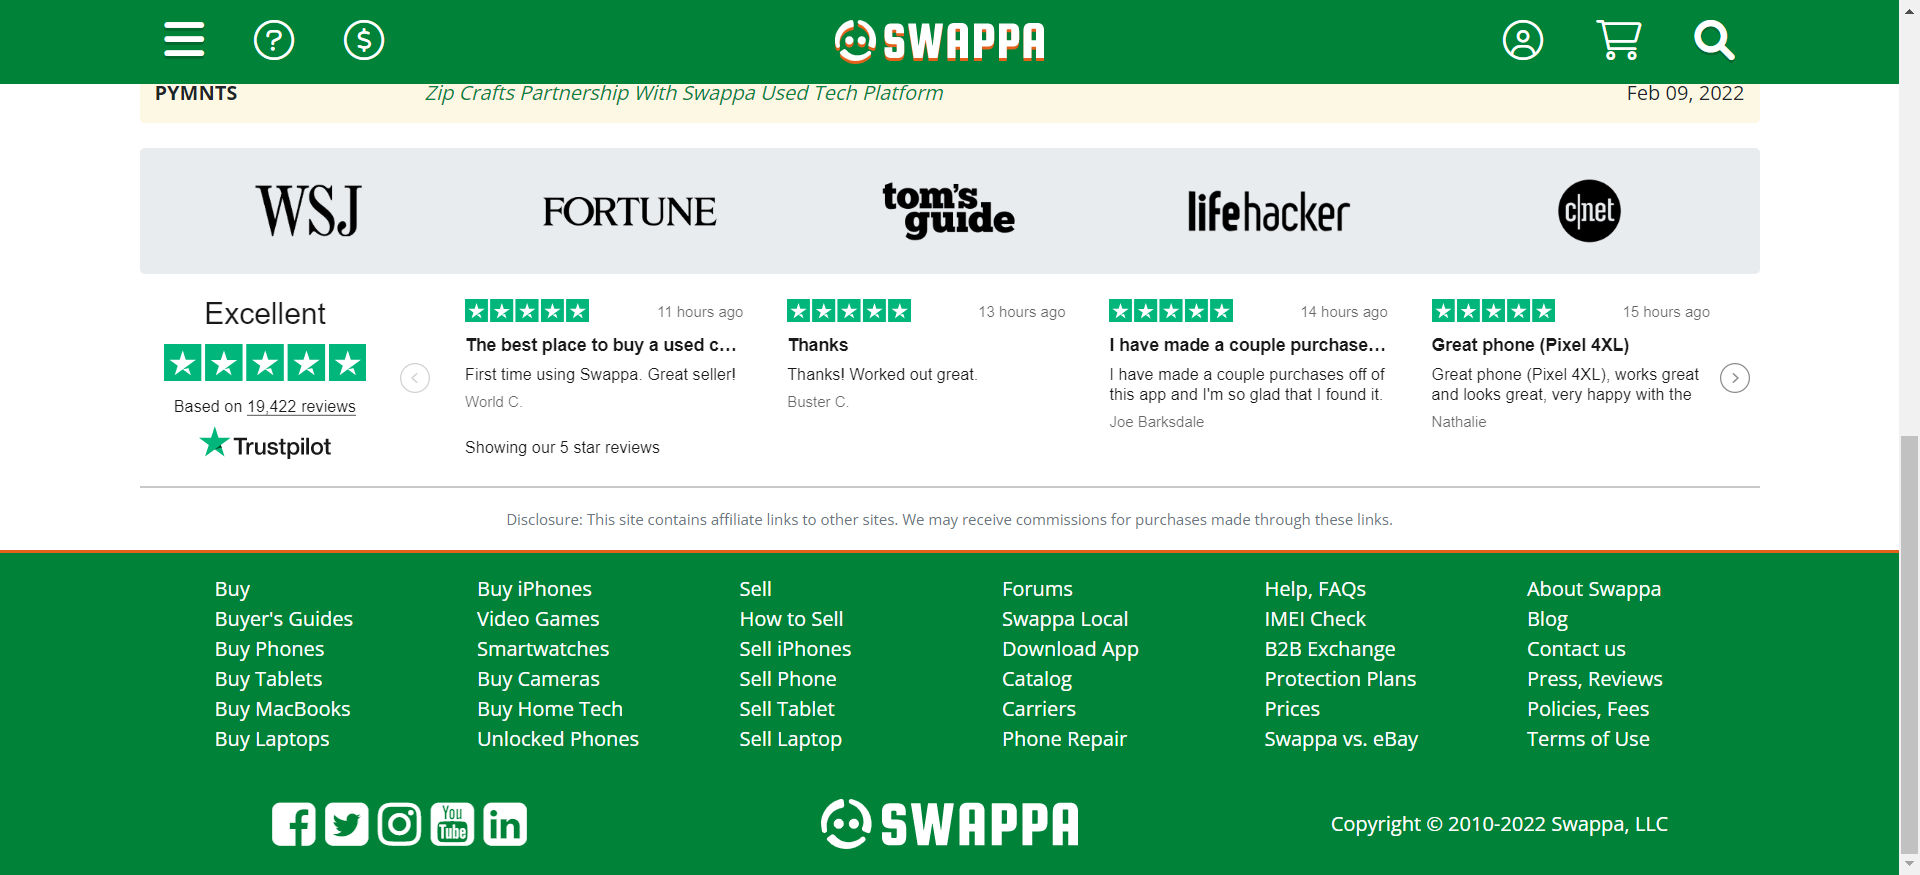 SWAPPA
PYMNTS Zip Crafts Partnership With Swappa Used Tech Platform Feb 09, 2022
WSJ FORTUNE tom's guide lifehacker c|net
Excellent
Based on 19,422 reviews
Trustpilot
11 hours ago
The best place to buy a used c...
First time using Swappa. Great seller!
World C.
13 hours ago
Thanks
Thanks! Worked out great.
Buster C.
14 hours ago
I have made a couple purchase...
I have made a couple purchases off of
this app and I'm so glad that I found it.
Joe Barksdale
15 hours ago
Great phone (Pixel 4XL)
Great phone (Pixel 4XL), works great
and looks great, very happy with the
Nathalie
Showing our 5 star reviews
Disclosure: This site contains affiliate links to other sites. We may receive commissions for purchases made through these links.
Buy
Buyer's Guides
Buy Phones
Buy Tablets
Buy MacBooks
Buy Laptops
Buy iPhones
Video Games
Smartwatches
Buy Cameras
Buy Home Tech
Unlocked Phones
Sell
How to Sell
Sell iPhones
Sell Phone
Sell Tablet
Sell Laptop
Forums
Swappa Local
Download App
Catalog
Carriers
Phone Repair
Help, FAQs
IMEI Check
B2B Exchange
Protection Plans
Prices
Swappa vs. eBay
About Swappa
Blog
Contact us
Press, Reviews
Policies, Fees
Terms of Use
You Tube
in
SWAPPA
Copyright © 2010-2022 Swappa, LLC